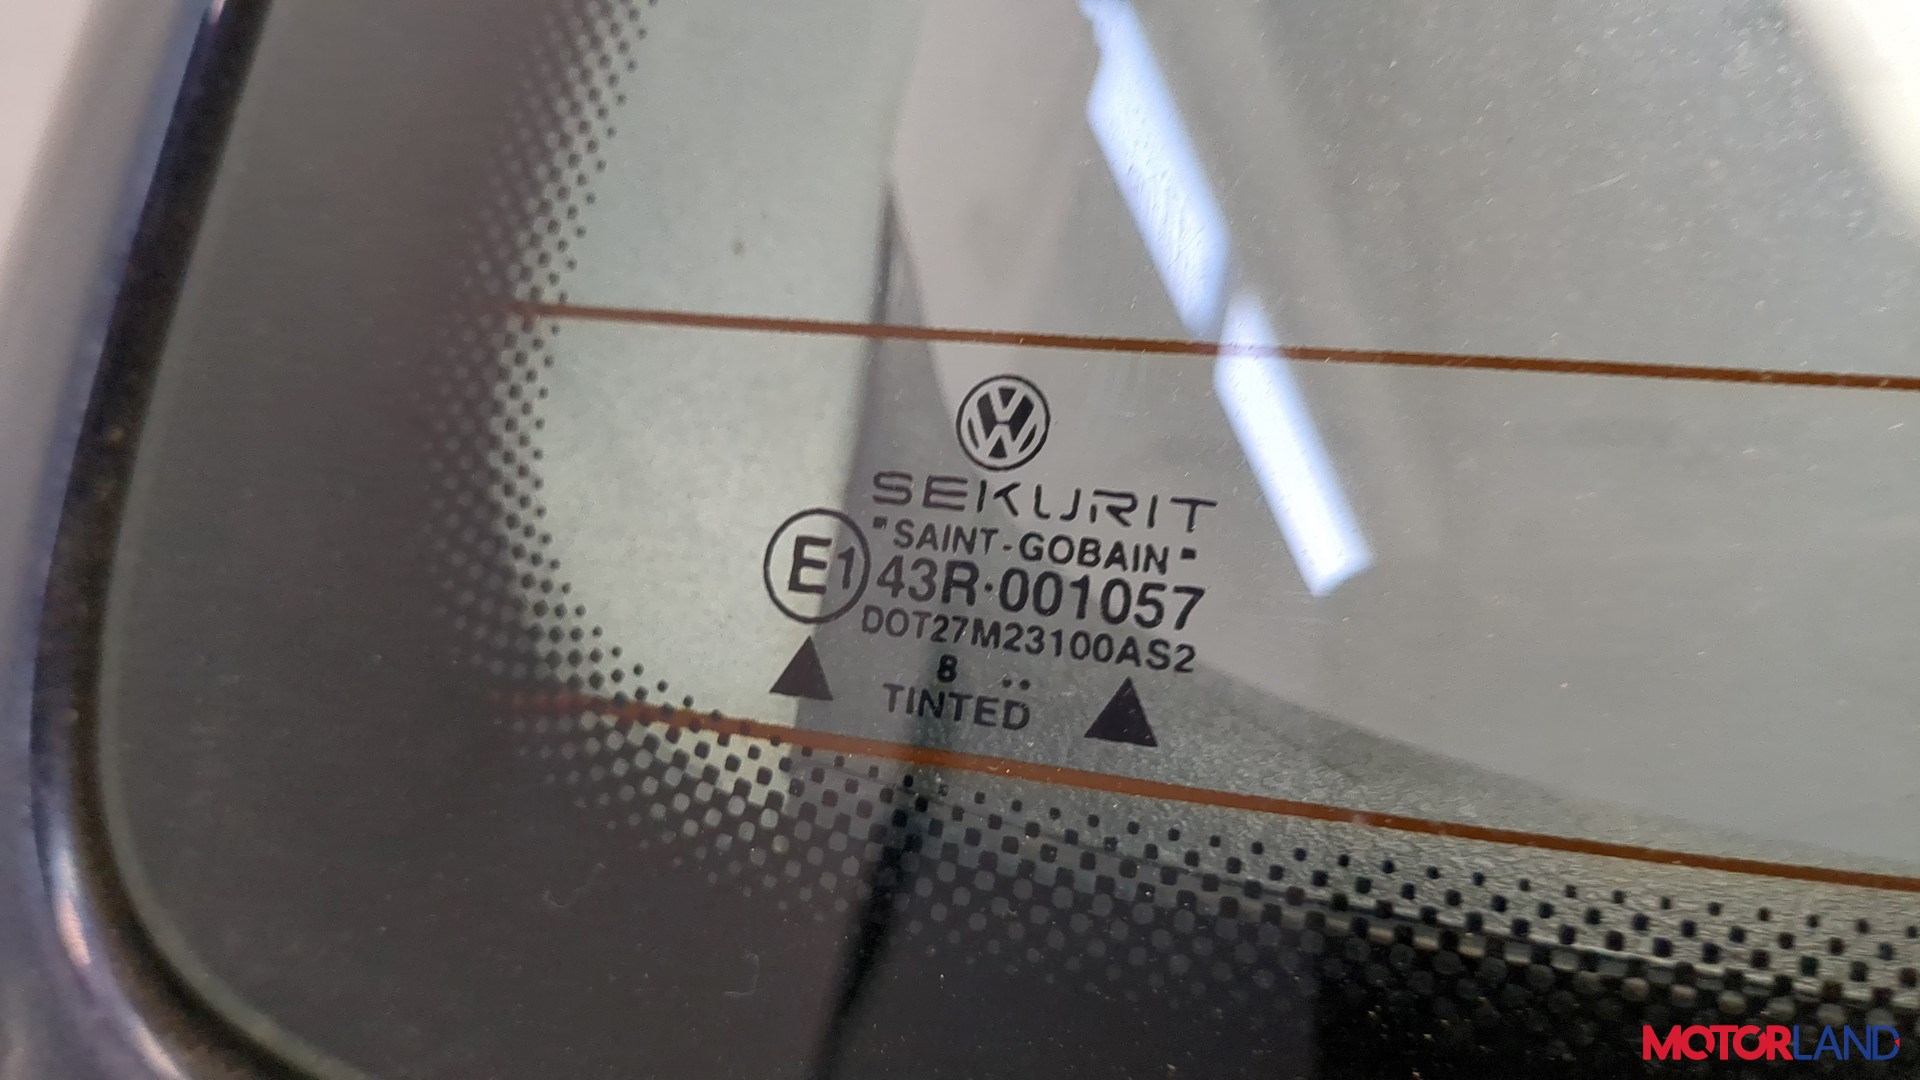 SEKURIT
"SAINT-GOBAIN"
E1 43R·001057
DOT27M23100AS2
8 ..
TINTED
MOTORLAND